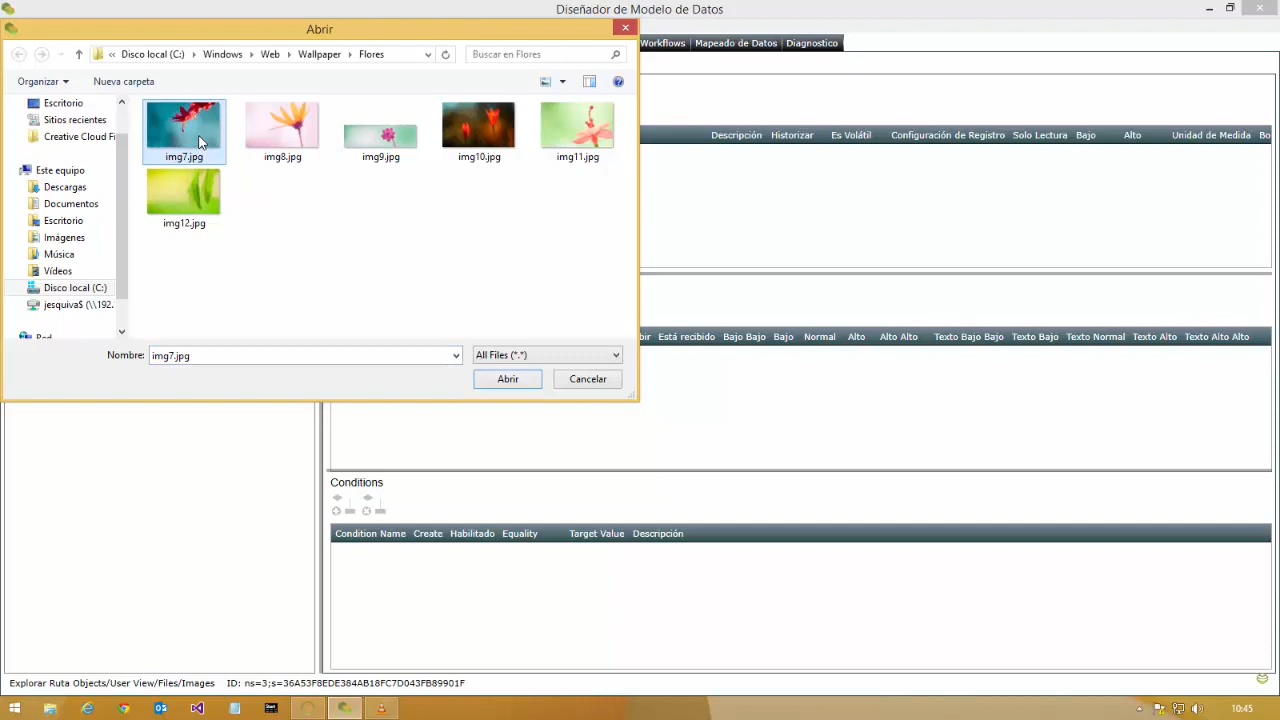 Diseñador de Modelo de Datos
Abrir
Workflows Mapeado de Datos Diagnostico
« Disco local (C:) Windows Web Wallpaper Flores
Buscar en Flores
Organizar Nueva carpeta
Escritorio
Sitios recientes
Creative Cloud Fi
Este equipo
Descargas
Documentos
Escritorio
Imágenes
Música
Vídeos
Disco local (C:)
jesquiva$ (\\192.
Red
img7.jpg img8.jpg img9.jpg img10.jpg img11.jpg
img12.jpg
Nombre: img7.jpg All Files (*.*)
Abrir Cancelar
Descripción Historizar Es Volátil Configuración de Registro Solo Lectura Bajo Alto Unidad de Medida Bo
bir Está recibido Bajo Bajo Bajo Normal Alto Alto Alto Texto Bajo Bajo Texto Bajo Texto Normal Texto Alto Texto Alto Alto
Conditions
Condition Name Create Habilitado Equality Target Value Descripción
Explorar Ruta Objects/User View/Files/Images ID: ns=3;s=36A53F8EDE384AB18FC7D043FB89901F
10:45